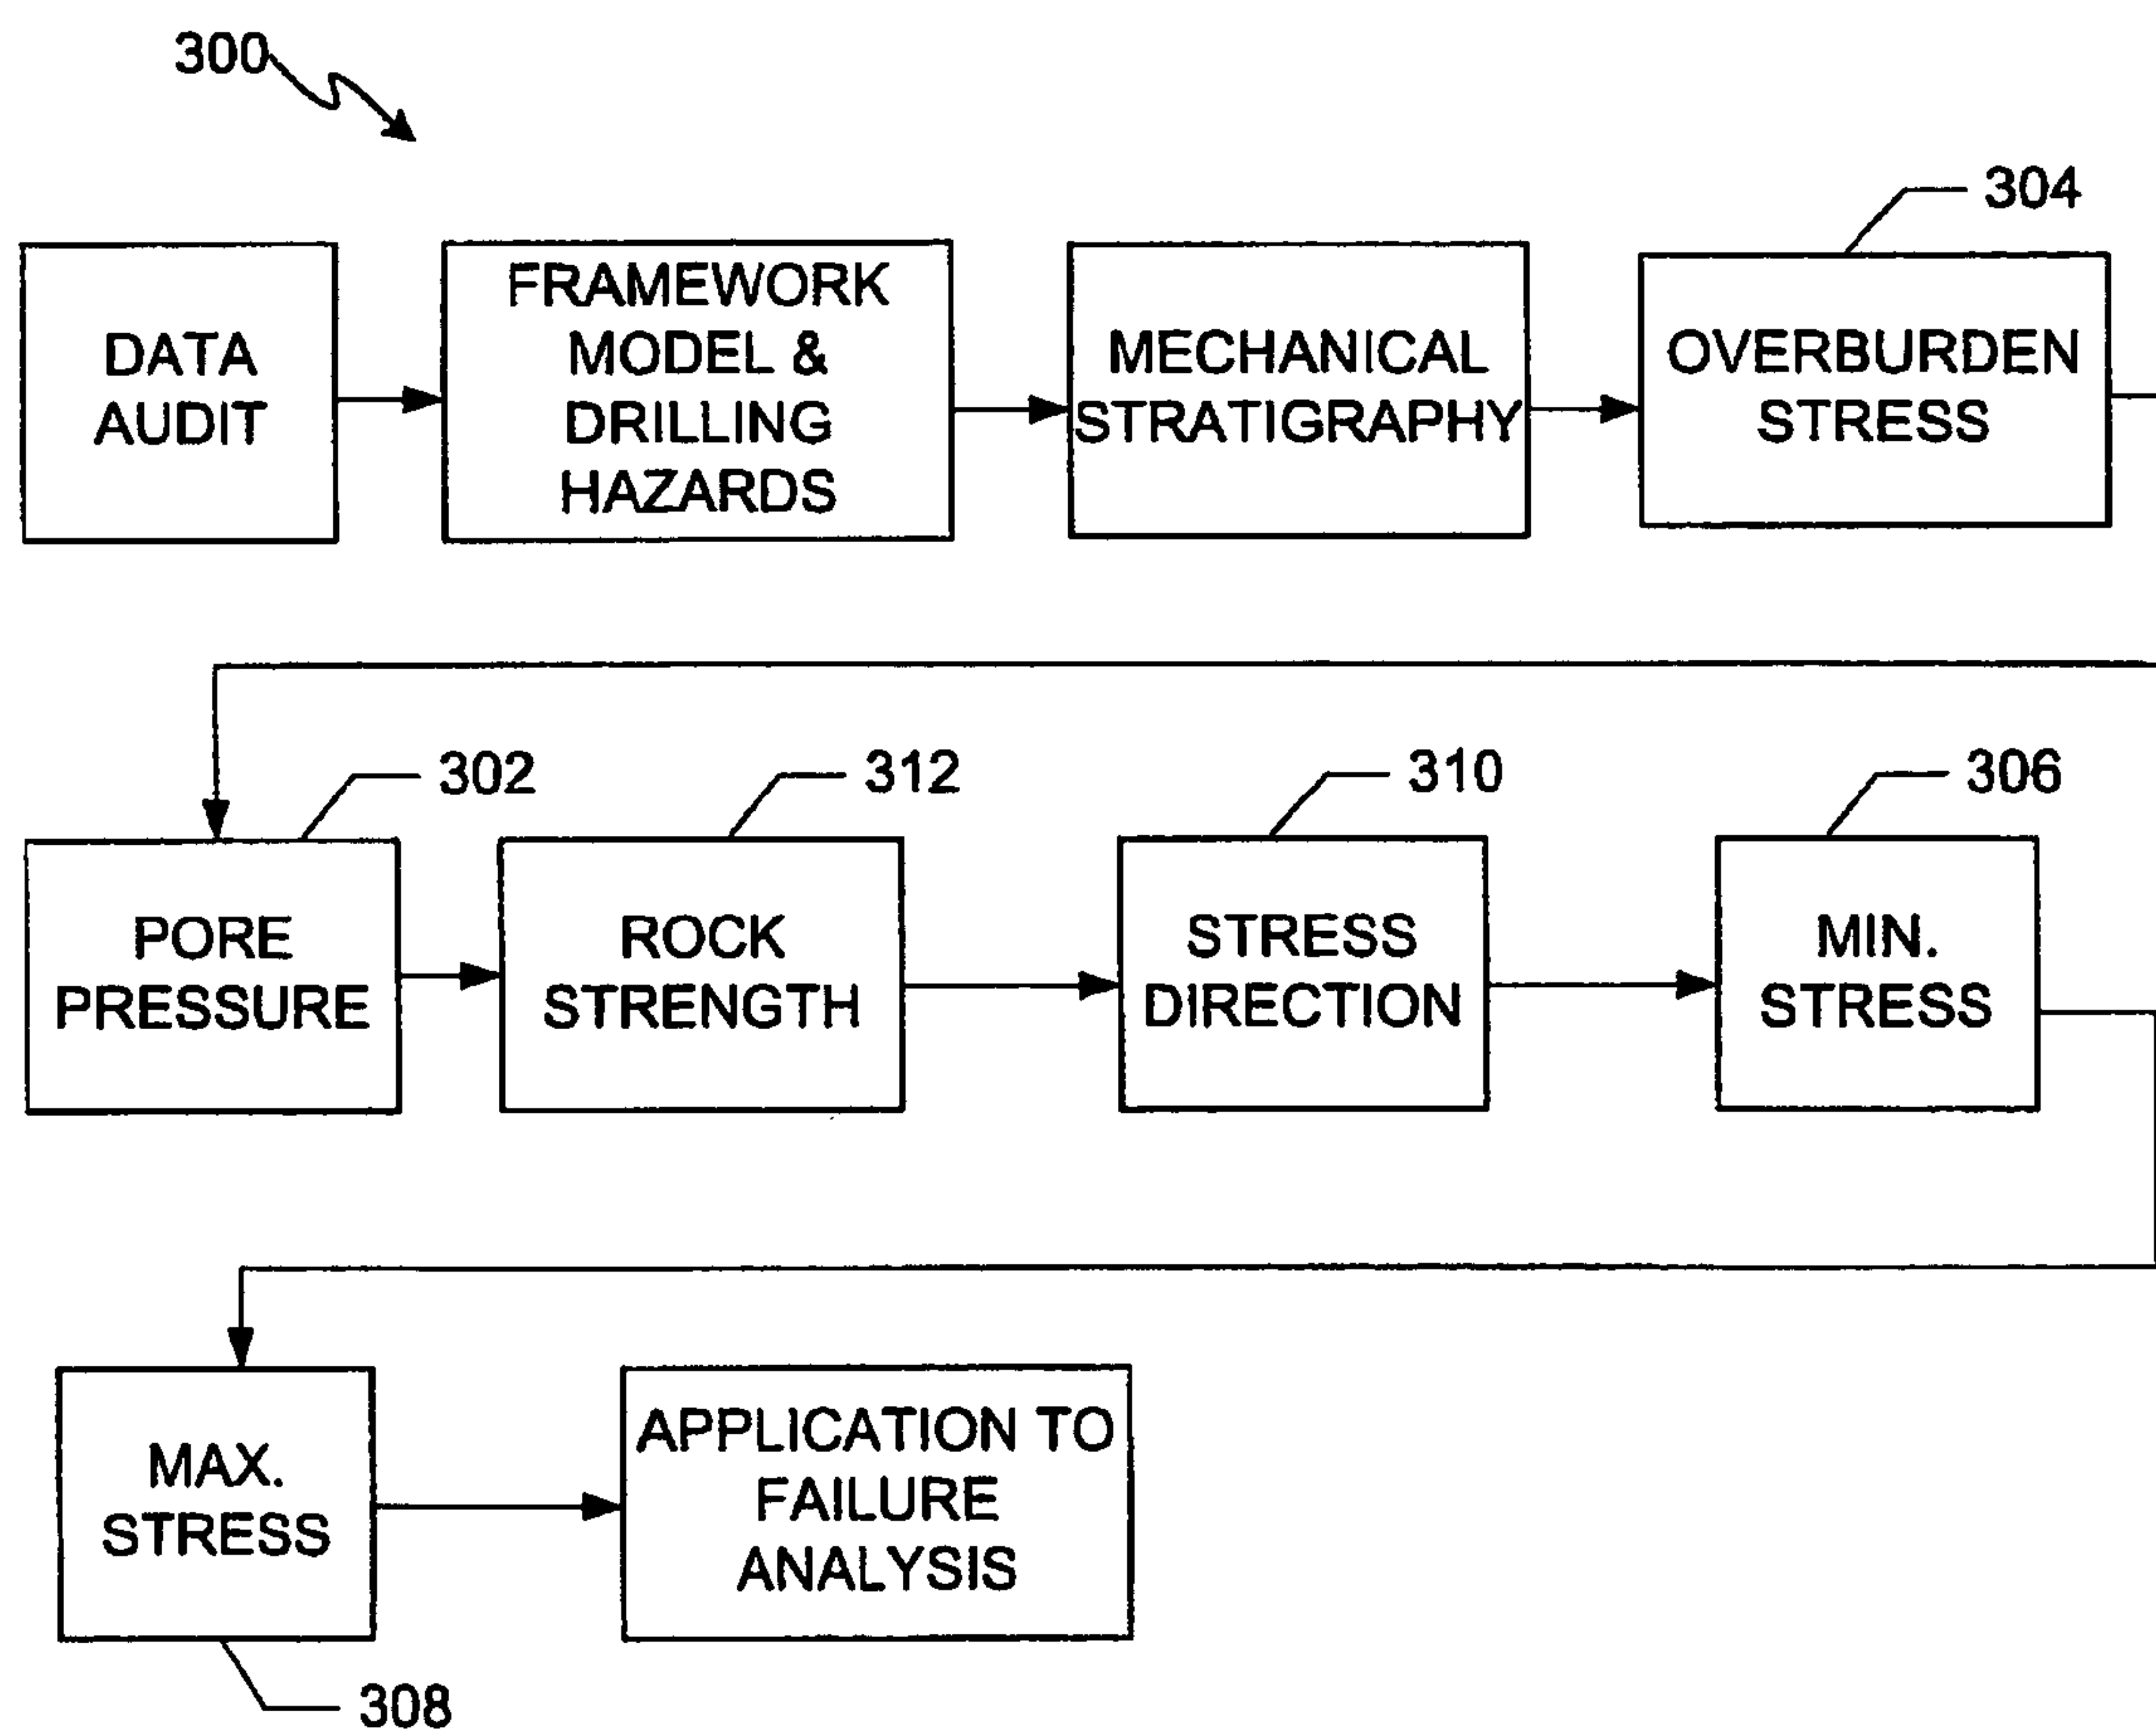 300
304
DATA
AUDIT
FRAMEWORK
MODEL &
DRILLING
HAZARDS
MECHANICAL
STRATIGRAPHY
OVERBURDEN
STRESS
302
312
310
306
PORE
PRESSURE
ROCK
STRENGTH
STRESS
DIRECTION
MIN.
STRESS
MAX.
STRESS
APPLICATION TO
FAILURE
ANALYSIS
308